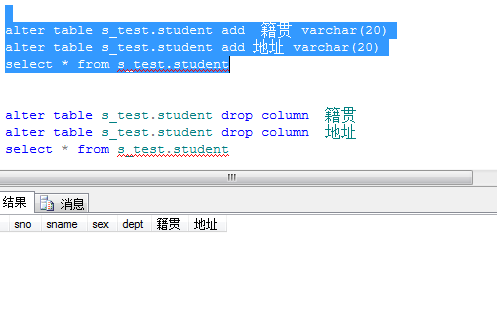 alter table s_test.student add  籍贯 varchar(20)
alter table s_test.student add 地址 varchar(20)
select * from s_test.student
alter table s_test.student drop column  籍贯
alter table s_test.student drop column  地址
select * from s_test.student
结果 消息
sno sname sex dept 籍贯 地址